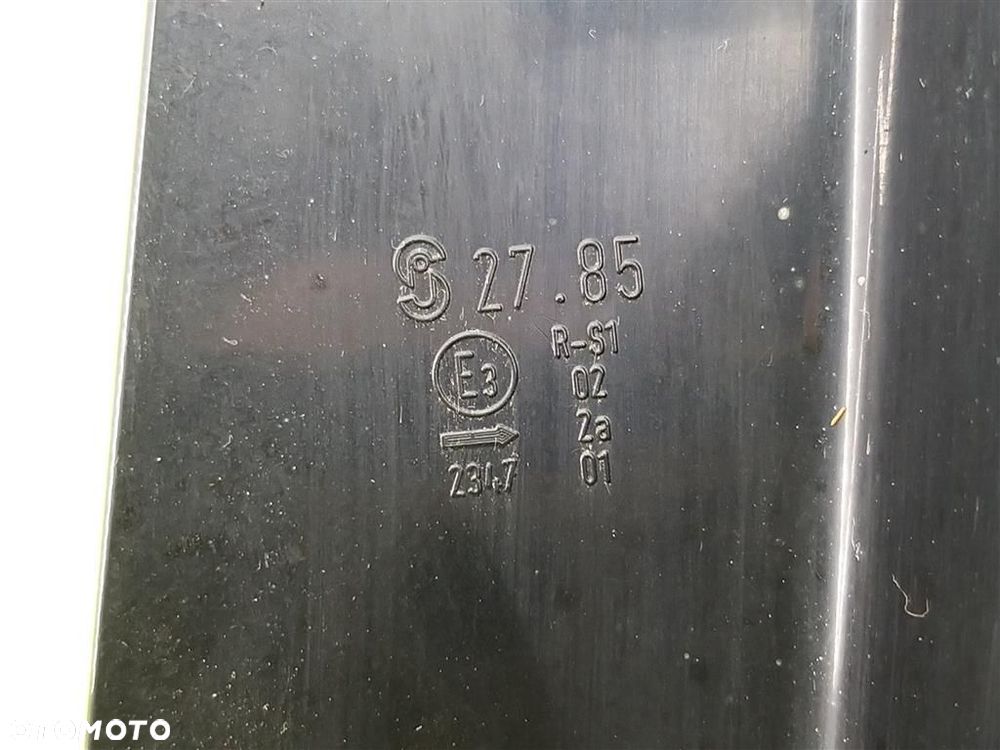 27.85
R-S1
E3
02
2a
2347
01
OTOMOTO